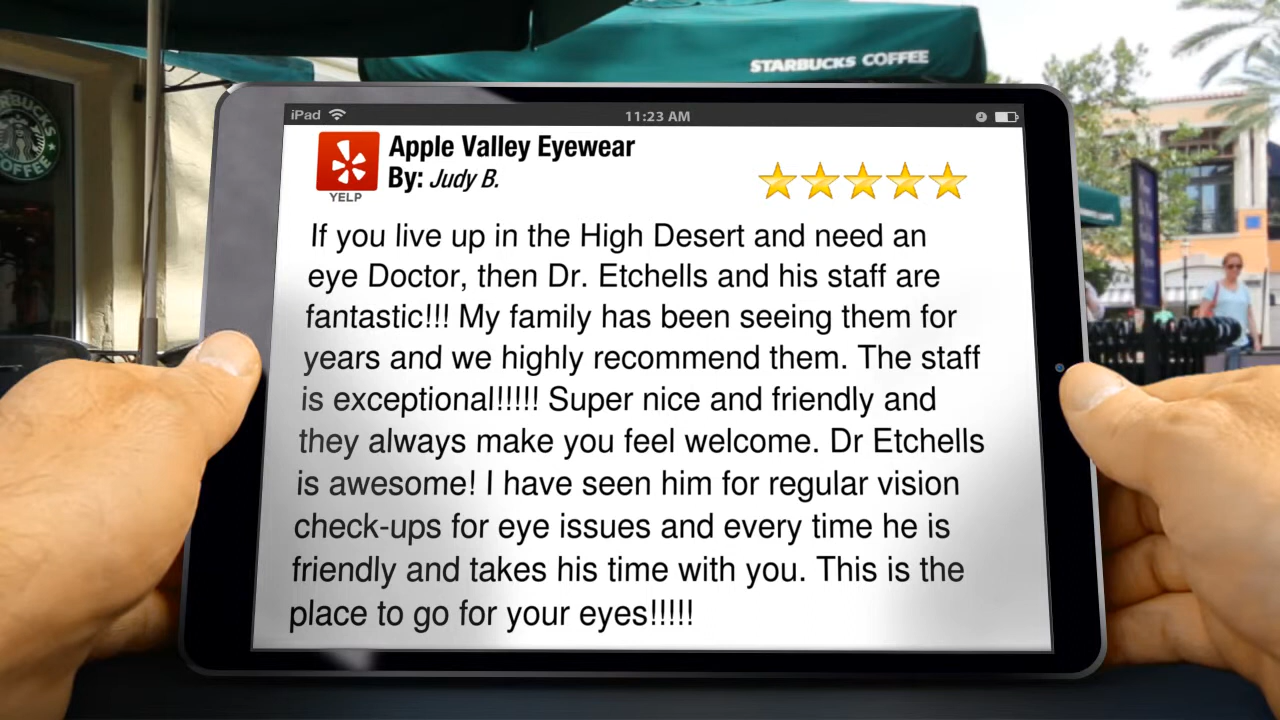 STARBUCKS COFFEE
iPad
11:23 AM
Apple Valley Eyewear
By: Judy B.
YELP
If you live up in the High Desert and need an
eye Doctor, then Dr. Etchells and his staff are
fantastic!!! My family has been seeing them for
years and we highly recommend them. The staff
is exceptional!!!!! Super nice and friendly and
they always make you feel welcome. Dr Etchells
is awesome! I have seen him for regular vision
check-ups for eye issues and every time he is
friendly and takes his time with you. This is the
place to go for your eyes!!!!!